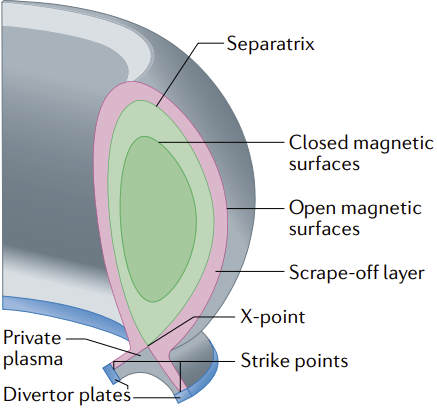 Separatrix
Closed magnetic
surfaces
Open magnetic
surfaces
Scrape-off layer
X-point
Private
plasma
Strike points
Divertor plates